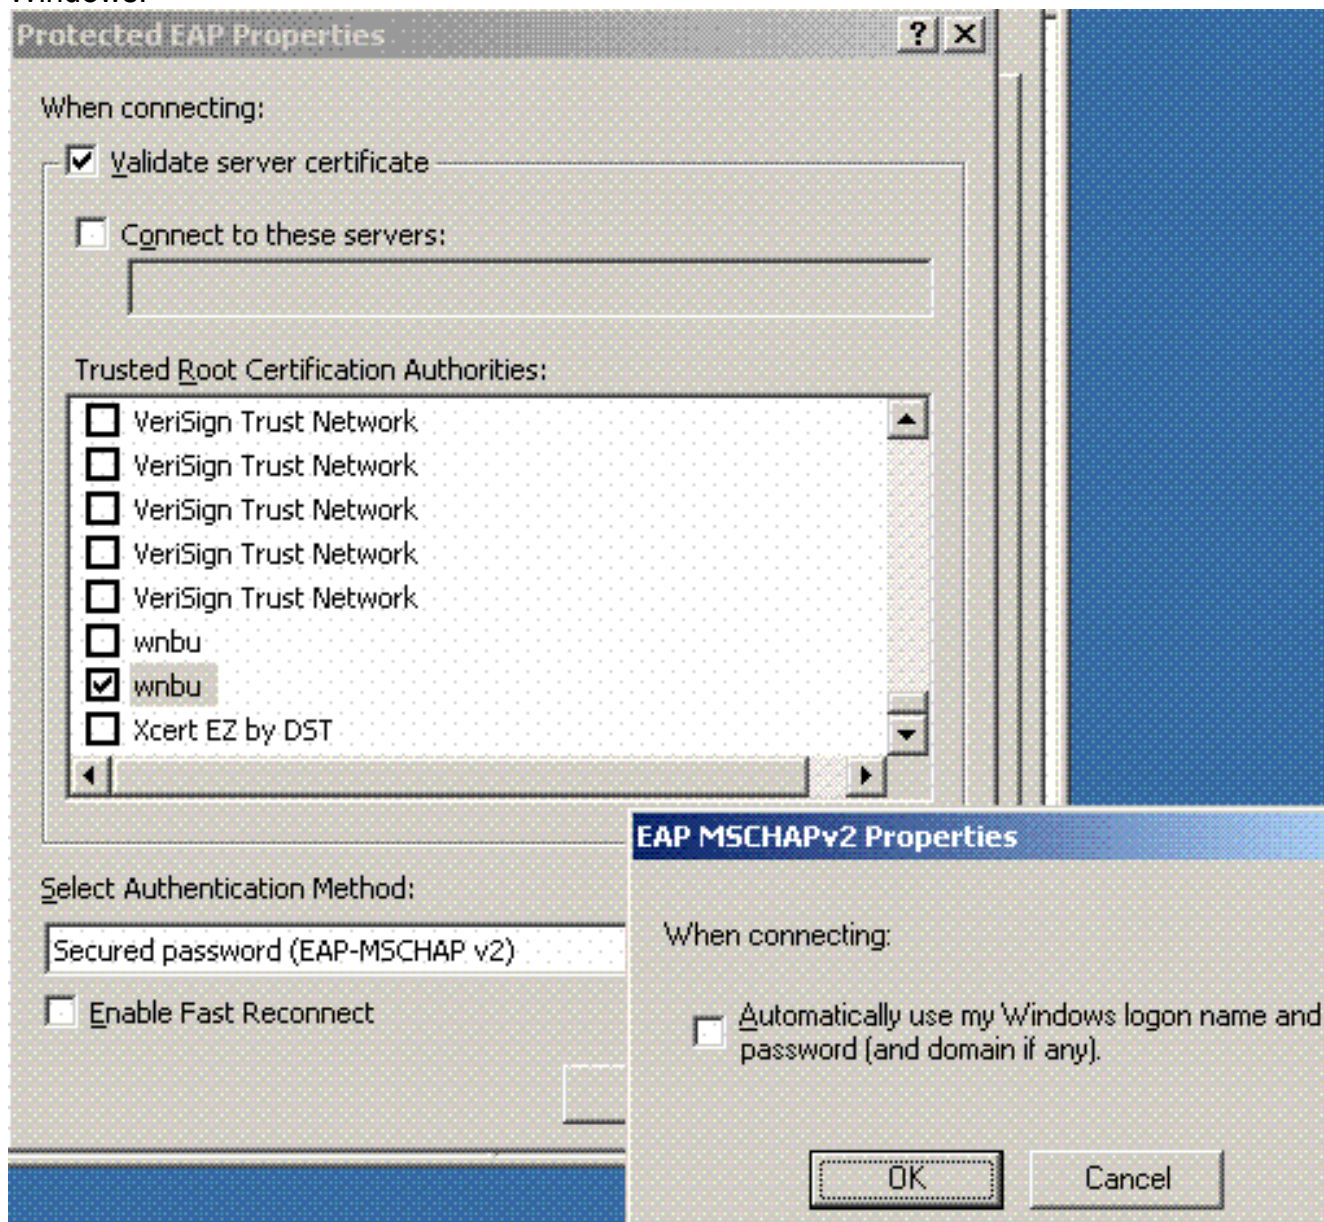 Protected EAP Properties
When connecting:
Validate server certificate
Connect to these servers:
Trusted Root Certification Authorities:
VeriSign Trust Network
VeriSign Trust Network
VeriSign Trust Network
VeriSign Trust Network
VeriSign Trust Network
wnbu
wnbu
Xcert EZ by DST
Select Authentication Method:
Secured password (EAP-MSCHAP v2)
Enable Fast Reconnect
EAP MSCHAPv2 Properties
When connecting:
Automatically use my Windows logon name and
password (and domain if any).
OK Cancel